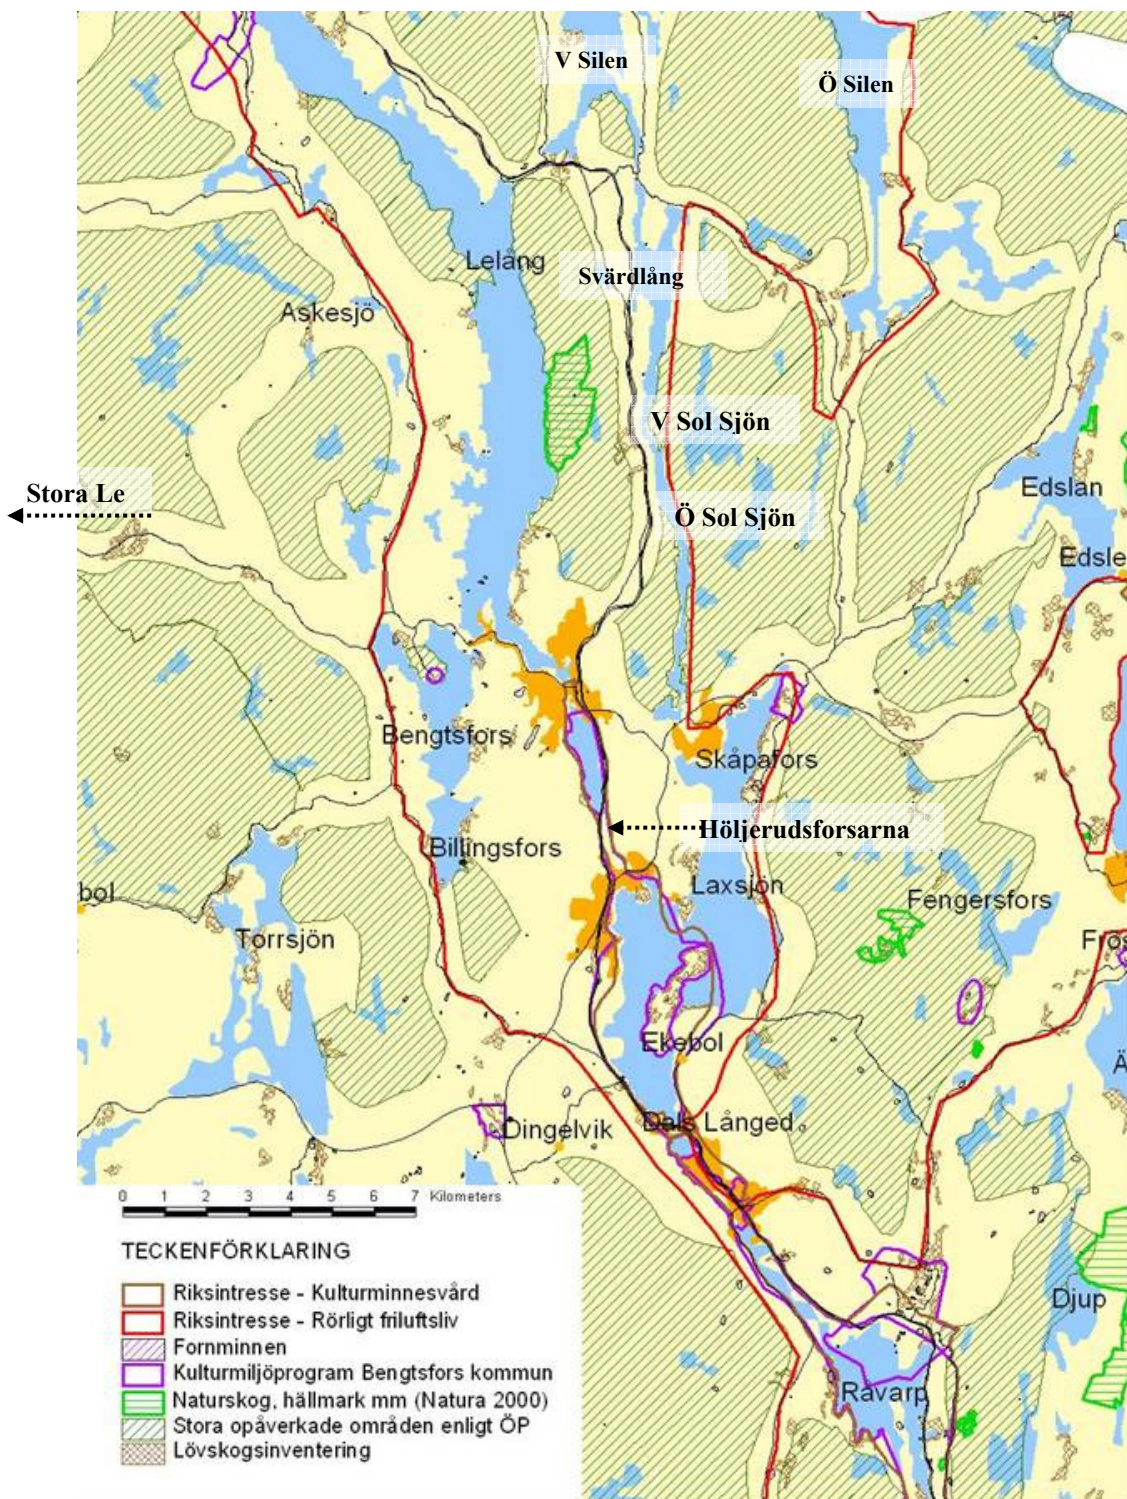 V Silen
Ö Silen
Lelång
Svärdlång
Askesjö
V Sol Sjön
Stora Le
Edslan
Ö Sol Sjön
Edsle
Bengtsfors
Skåpafors
Höljerudsforsarna
Billingsfors
Laxsjön
bol
Fengersfors
Torrsjön
Frös
Ekebol
Ä
Dals Långed
Dingelvik
0 1 2 3 4 5 6 7 Kilometers
TECKENFÖRKLARING
Riksintresse - Kulturminnesvård
Djup
Riksintresse - Rörligt friluftsliv
Fornminnen
Kulturmiljöprogram Bengtsfors kommun
Råvarp
Naturskog, hällmark mm (Natura 2000)
Stora opåverkade områden enligt ÖP
Lövskogsinventering